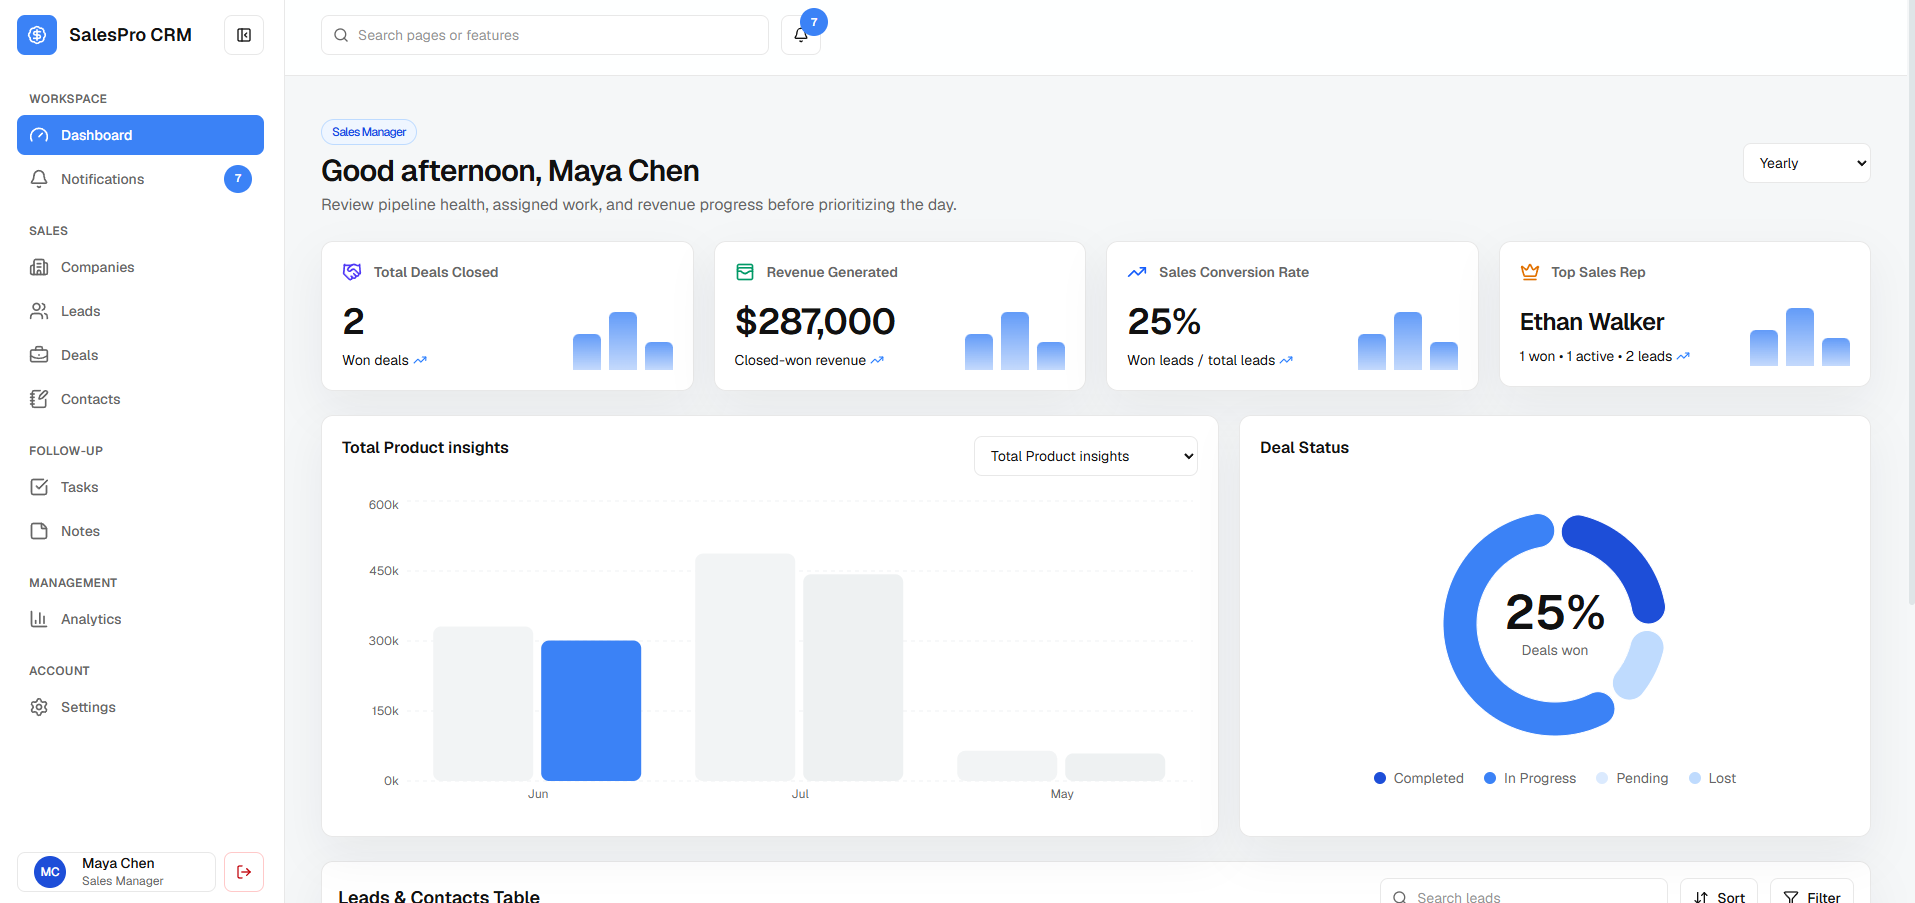 SalesPro CRM
Search pages or features
7
WORKSPACE
Dashboard
Notifications
7
SALES
Companies
Leads
Deals
Contacts
FOLLOW-UP
Tasks
Notes
MANAGEMENT
Analytics
ACCOUNT
Settings
MC
Maya Chen
Sales Manager
Sales Manager
Good afternoon, Maya Chen
Review pipeline health, assigned work, and revenue progress before prioritizing the day.
Yearly
Total Deals Closed
2
Won deals
Revenue Generated
$287,000
Closed-won revenue
Sales Conversion Rate
25%
Won leads / total leads
Top Sales Rep
Ethan Walker
1 won • 1 active • 2 leads
Total Product insights
Total Product insights
600k
450k
300k
150k
0k
Jun
Jul
May
Deal Status
25%
Deals won
Completed
In Progress
Pending
Lost
Leads & Contacts Table
Search leads
Sort
Filter